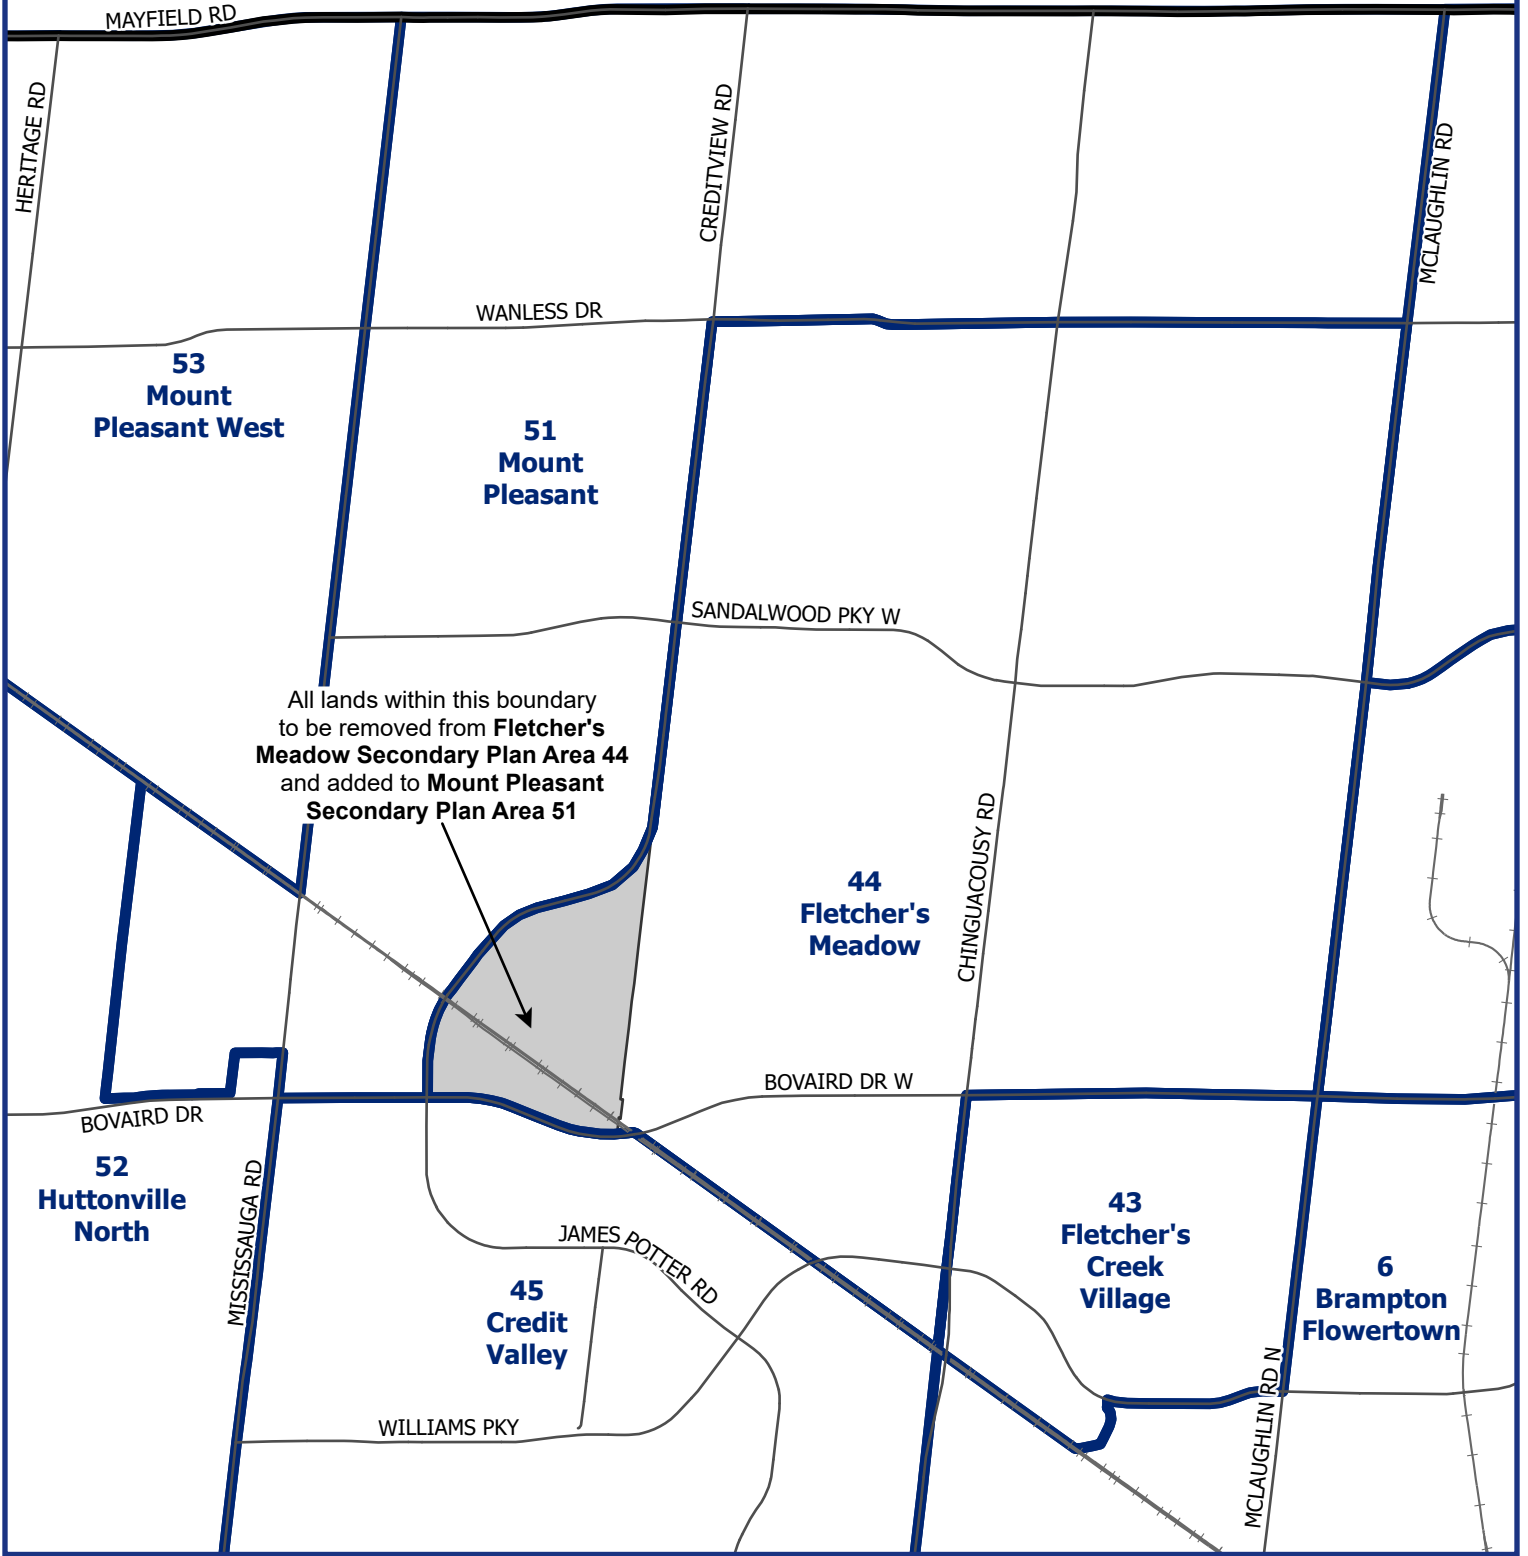 MAYFIELD RD
HERITAGE RD
CREDITVIEW RD
MCLAUGHLIN RD
WANLESS DR
53
Mount
Pleasant West
51
Mount
Pleasant
SANDALWOOD PKY W
All lands within this boundary
to be removed from Fletcher's
Meadow Secondary Plan Area 44
and added to Mount Pleasant
Secondary Plan Area 51
CHINGUACOUSY RD
44
Fletcher's
Meadow
BOVAIRD DR W
BOVAIRD DR
52
Huttonville
North
MISSISSAUGA RD
JAMES POTTER RD
43
Fletcher's
Creek
Village
6
Brampton
Flowertown
45
Credit
Valley
WILLIAMS PKY
MCLAUGHLIN RD N